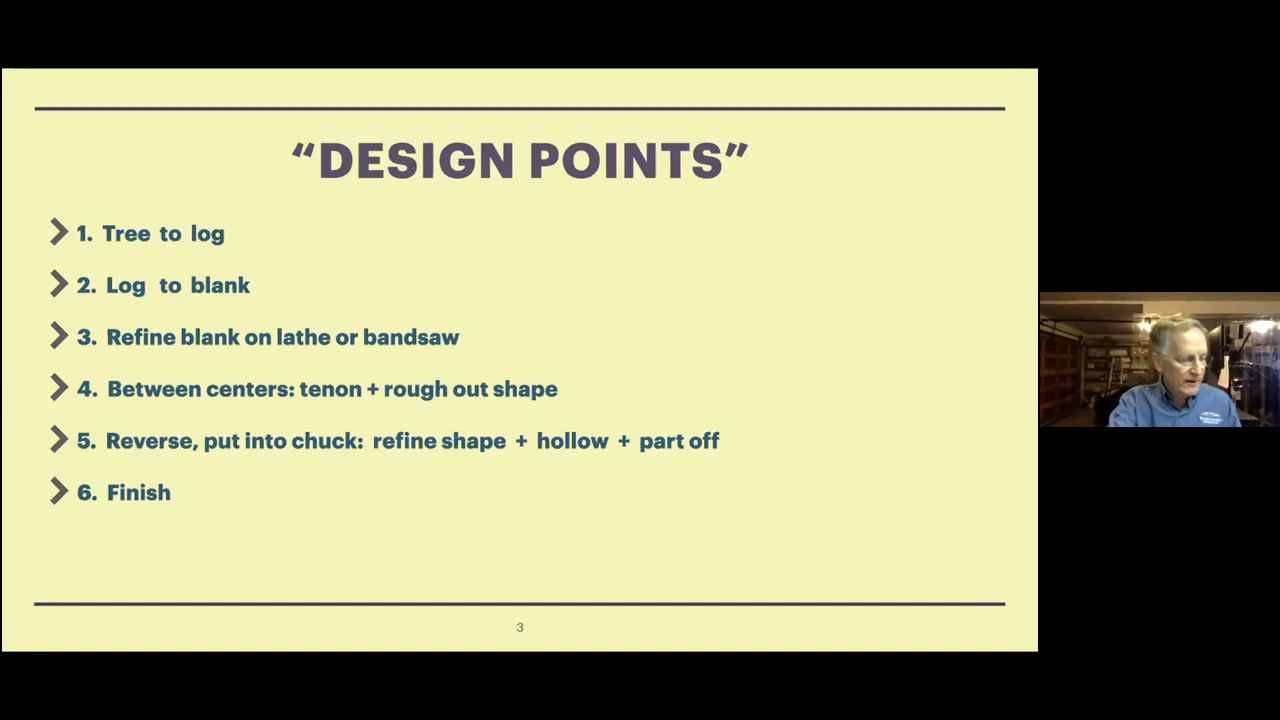 “DESIGN POINTS”
1. Tree to log
2. Log to blank
3. Refine blank on lathe or bandsaw
4. Between centers: tenon + rough out shape
5. Reverse, put into chuck: refine shape + hollow + part off
6. Finish
3